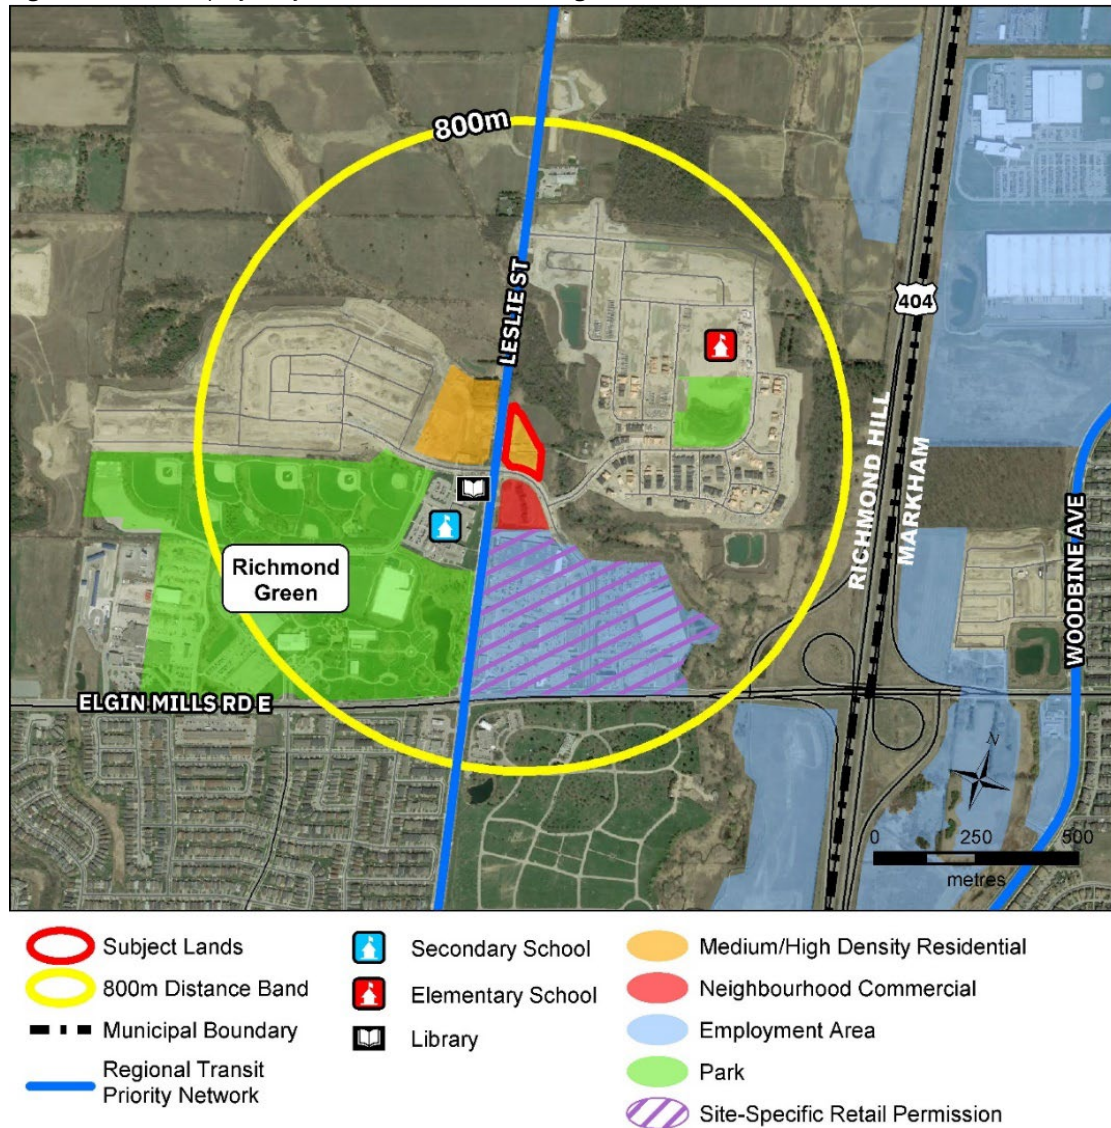 800m
LESLIE ST
404
RICHMOND HILL
MARKHAM
WOODBINE AVE
Richmond
Green
ELGIN MILLS RD E
N
0 250 500
metres
Subject Lands
800m Distance Band
Municipal Boundary
Regional Transit
Priority Network
Secondary School
Elementary School
Library
Medium/High Density Residential
Neighbourhood Commercial
Employment Area
Park
Site-Specific Retail Permission